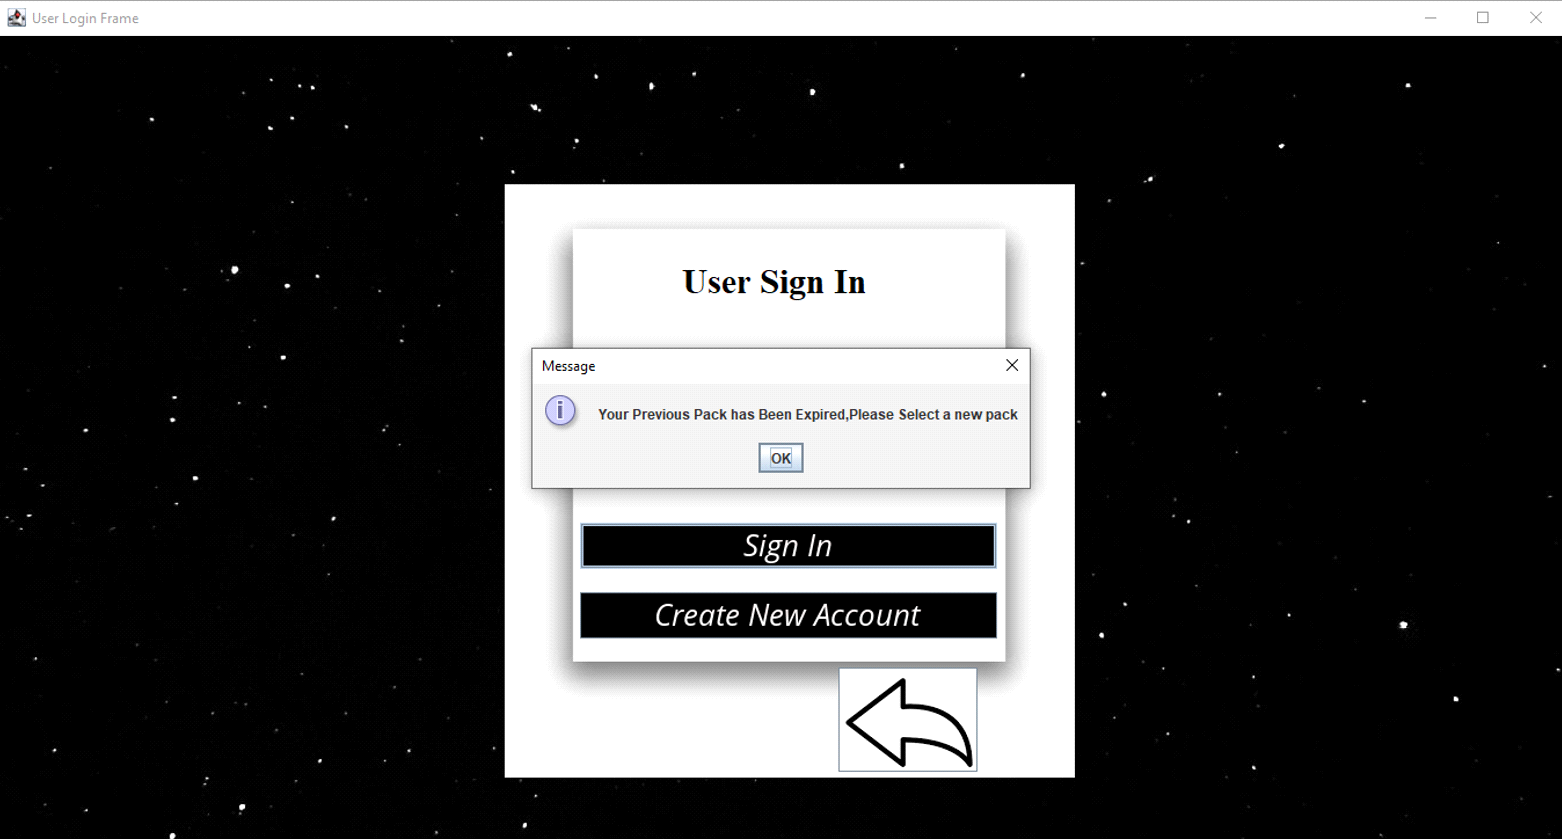 User Login Frame
User Sign In
Message
i
Your Previous Pack has Been Expired,Please Select a new pack
OK
Sign In
Create New Account